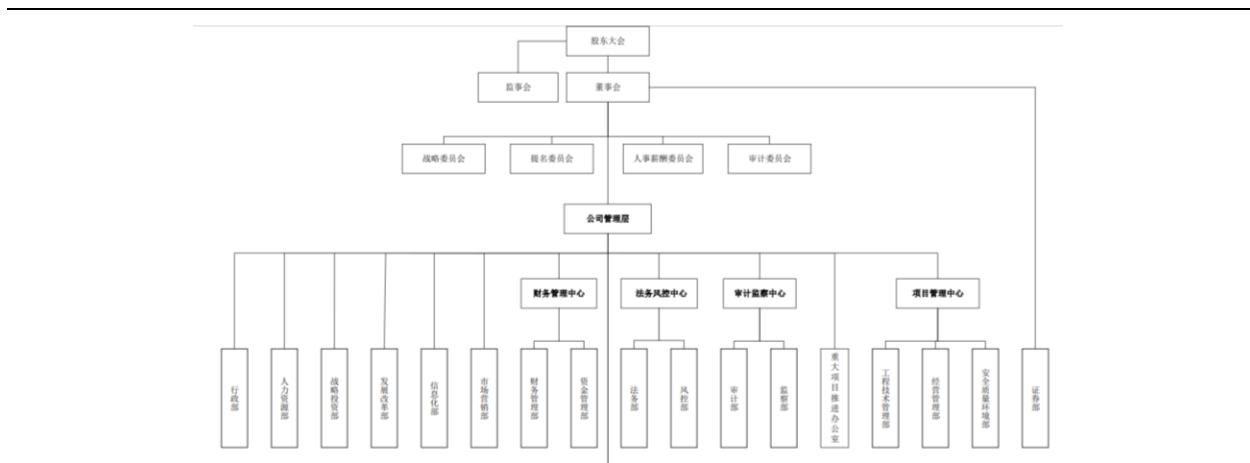 股东大会
监事会
董事会
战略委员会
提名委员会
人事薪酬委员会
审计委员会
公司管理层
财务管理中心
法务风控中心
审计监察中心
项目管理中心
行政部
人力资源部
战略投资部
发展改革部
信息化部
市场营销部
财务管理部
资金管理部
法务部
风控部
审计部
监察部
重大项目推进办公室
工程技术管理部
经营管理部
安全质量环境部
证券部